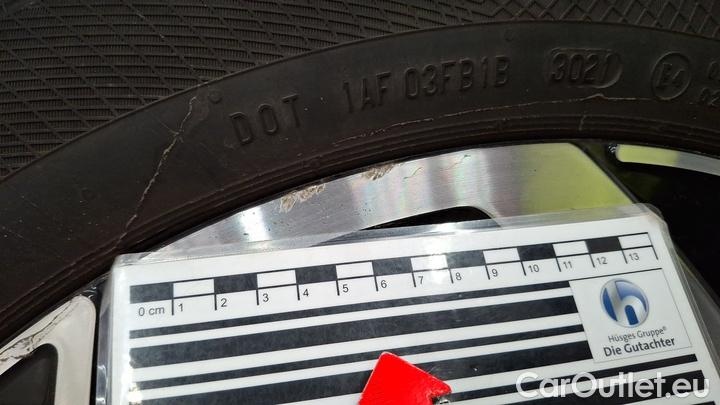 DOT 1AF 03FB1B 3021 E4
0 cm 1 2 3 4 5 6 7 8 9 10 11 12 13
h
Hüsges Gruppe®
Die Gutachter
CarOutlet.eu